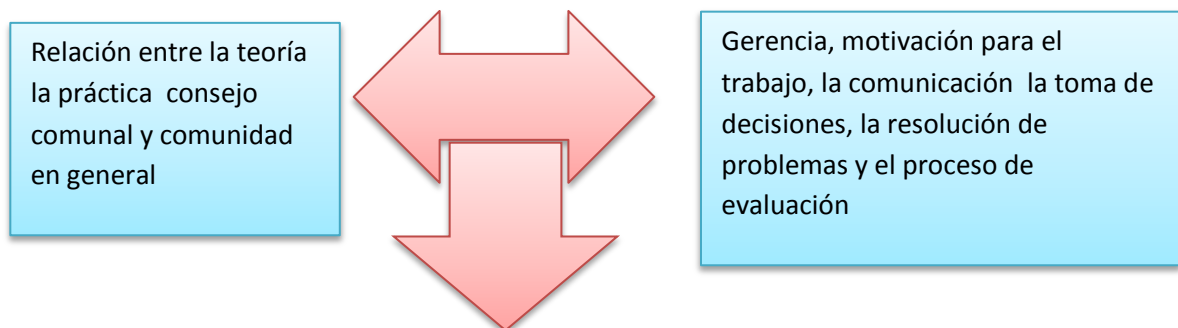 Relación entre la teoría
la práctica  consejo
comunal y comunidad
en general
Gerencia, motivación para el
trabajo, la comunicación  la toma de
decisiones, la resolución de
problemas y el proceso de
evaluación